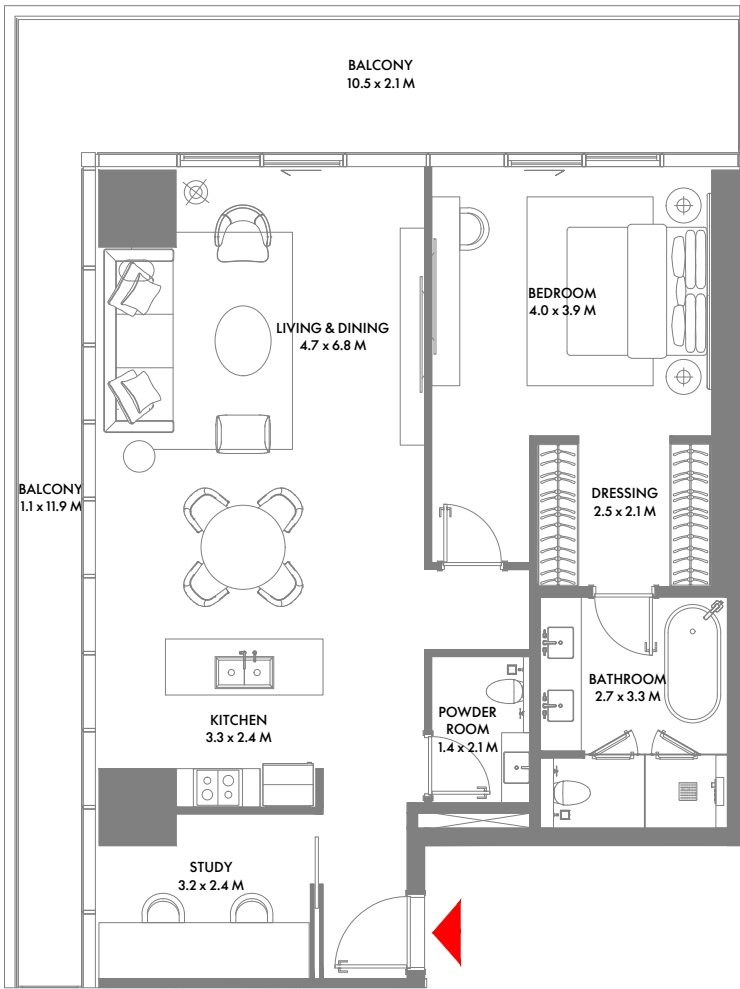 BALCONY
10.5 x 2.1 M
LIVING & DINING
4.7 x 6.8 M
BEDROOM
4.0 x 3.9 M
BALCONY
1.1 x 11.9 M
DRESSING
2.5 x 2.1 M
BATHROOM
2.7 x 3.3 M
KITCHEN
3.3 x 2.4 M
POWDER
ROOM
1.4 x 2.1 M
STUDY
3.2 x 2.4 M